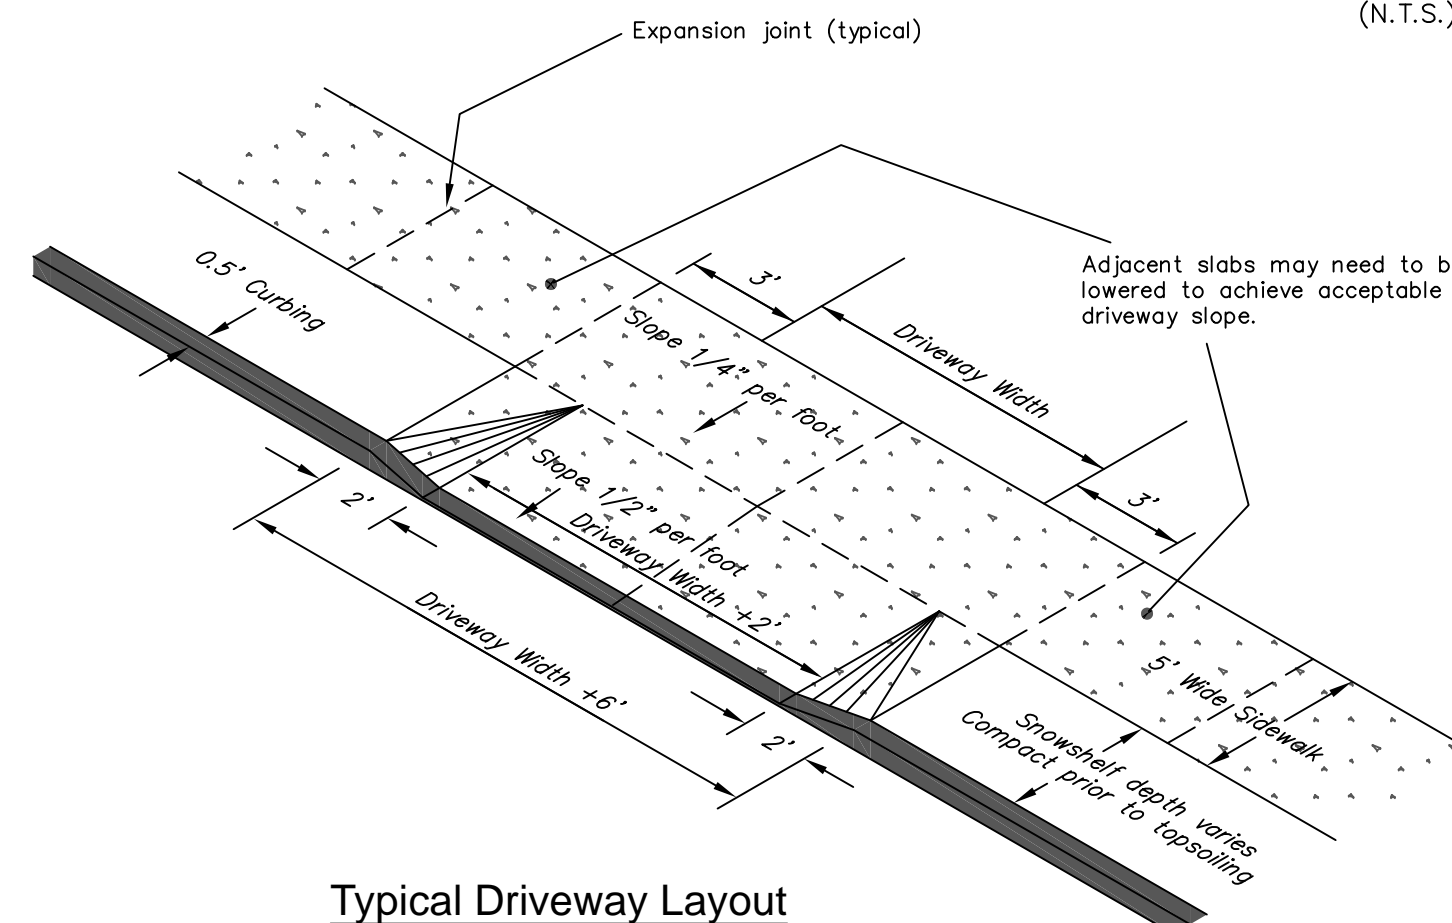 (N.T.S.)
Expansion joint (typical)
Adjacent slabs may need to b
lowered to achieve acceptable
driveway slope.
0.5' Curbing
3'
Slope 1/4" per foot
Driveway Width
3'
Slope 1/2" per foot
Driveway Width +2'
2'
Driveway Width +6'
2'
5' Wide Sidewalk
Snowshelf depth varies
Compact prior to topsoiling
Typical Driveway Layout